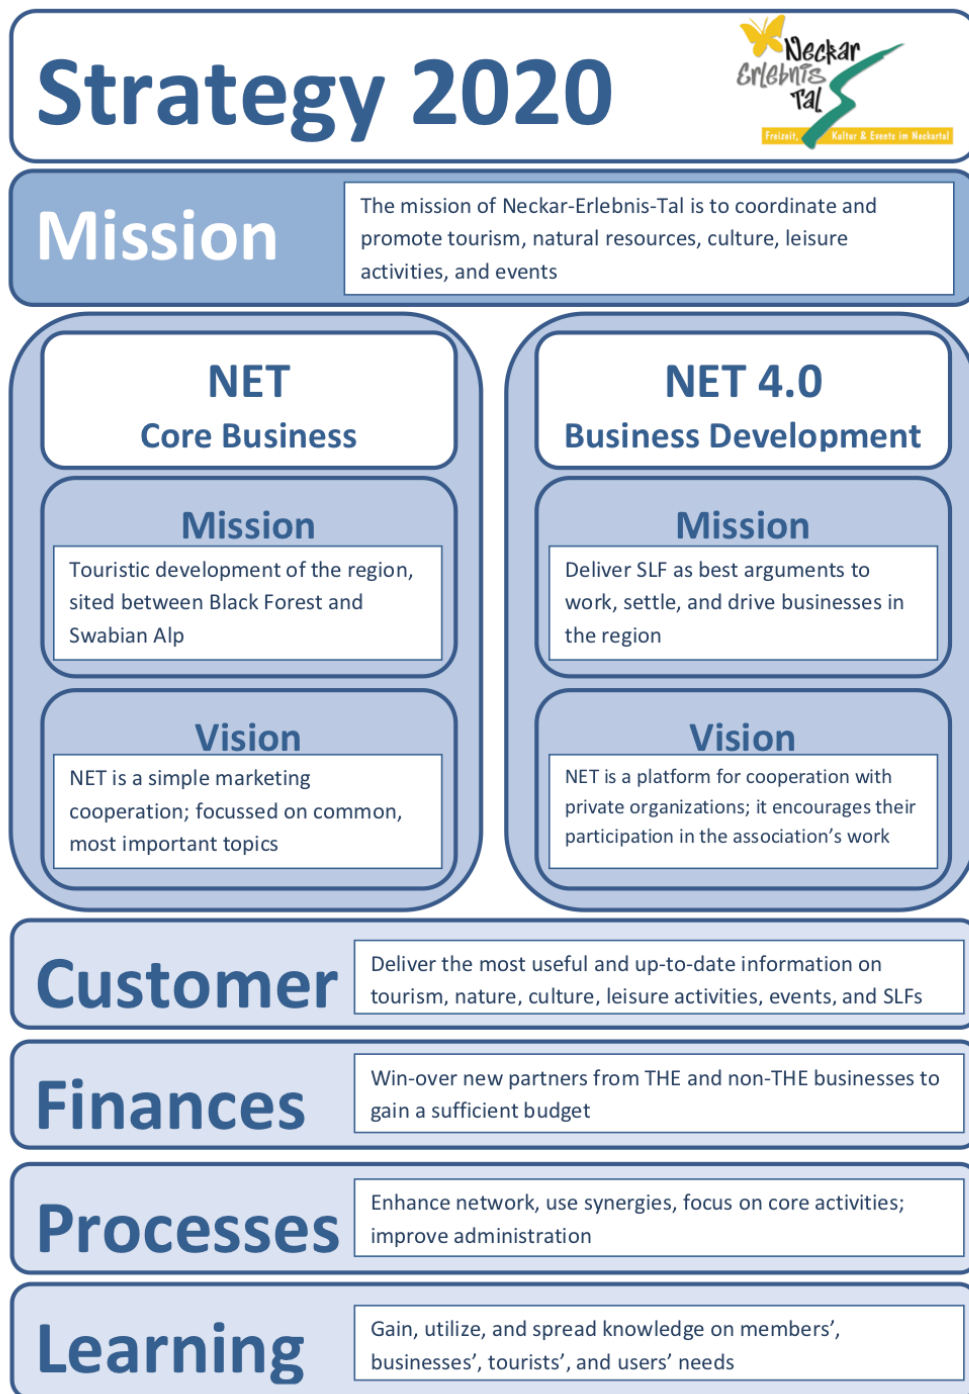 Strategy 2020
Neckar
Erlebnis
Tal
Freizeit, Kultur & Events im Neckartal
Mission
The mission of Neckar-Erlebnis-Tal is to coordinate and
promote tourism, natural resources, culture, leisure
activities, and events
NET
Core Business
Mission
Touristic development of the region,
sited between Black Forest and
Swabian Alp
Vision
NET is a simple marketing
cooperation; focussed on common,
most important topics
NET 4.0
Business Development
Mission
Deliver SLF as best arguments to
work, settle, and drive businesses in
the region
Vision
NET is a platform for cooperation with
private organizations; it encourages their
participation in the association’s work
Customer
Deliver the most useful and up-to-date information on
tourism, nature, culture, leisure activities, events, and SLFs
Finances
Win-over new partners from THE and non-THE businesses to
gain a sufficient budget
Processes
Enhance network, use synergies, focus on core activities;
improve administration
Learning
Gain, utilize, and spread knowledge on members’,
businesses’, tourists’, and users’ needs